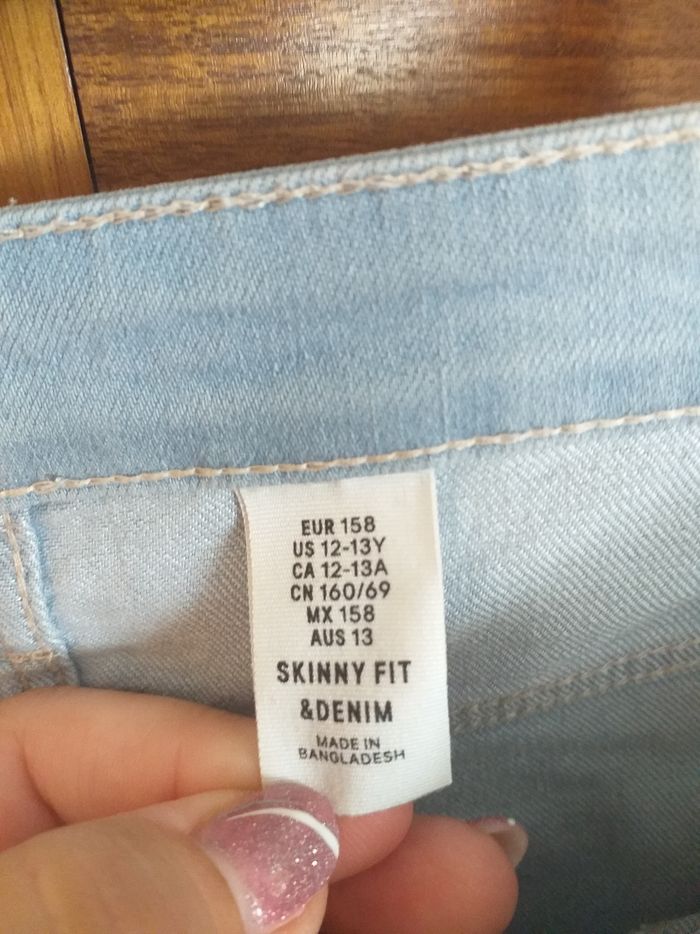 EUR 158
US 12-13Y
CA 12-13A
CN 160/69
MX 158
AUS 13
SKINNY FIT
&DENIM
MADE IN
BANGLADESH